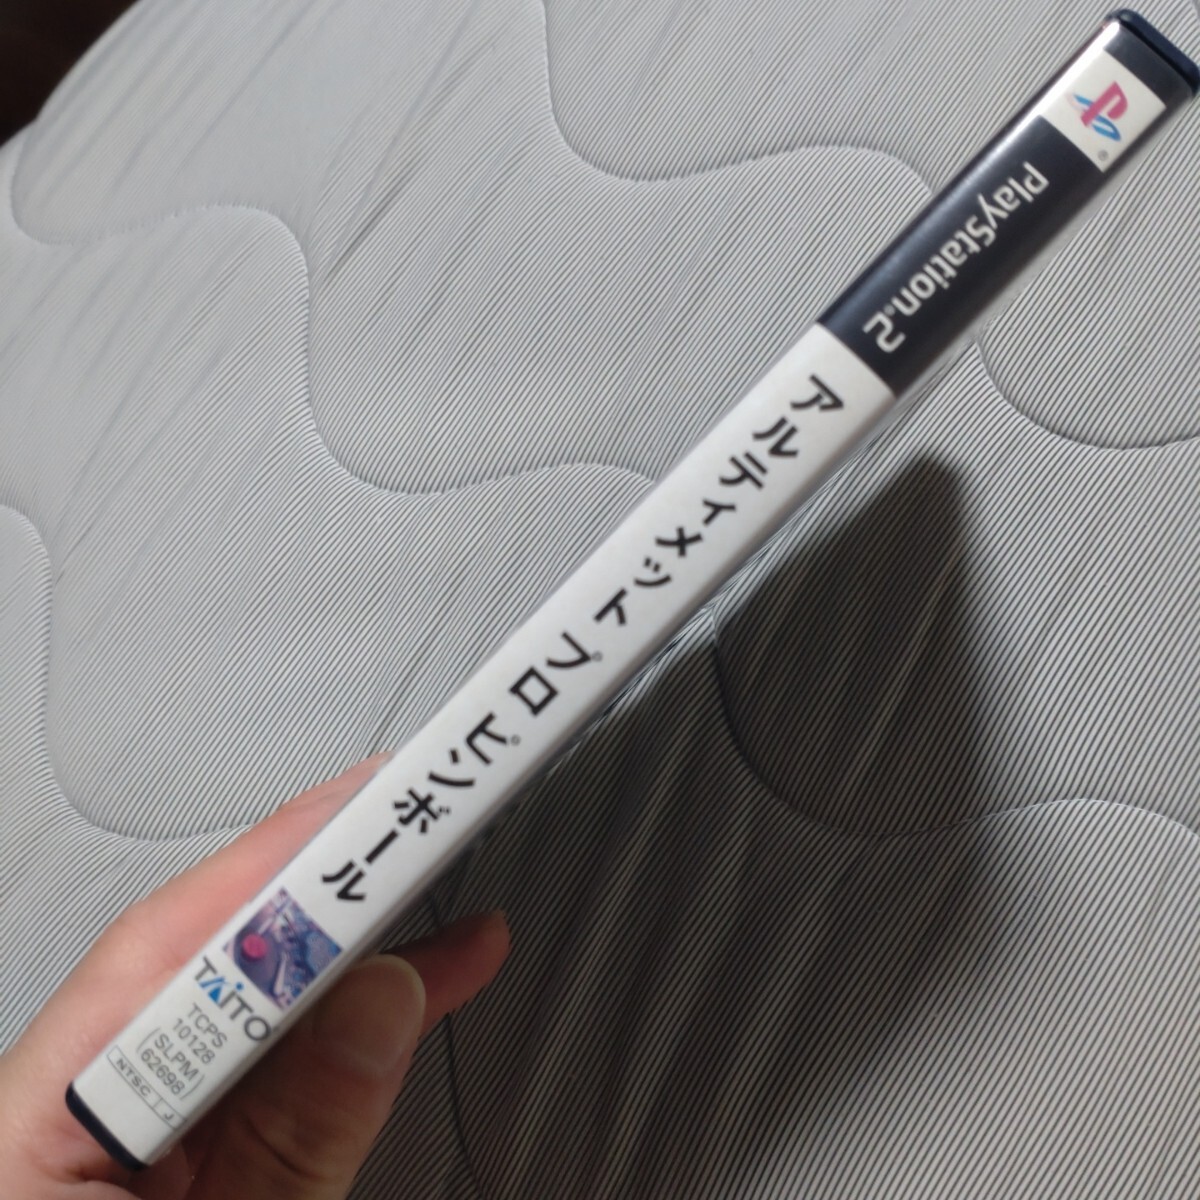 PlayStation.2
アルティメット プロ ピンボール
TAITO
TCPS
10128
(SLPM
62698)
NTSC J